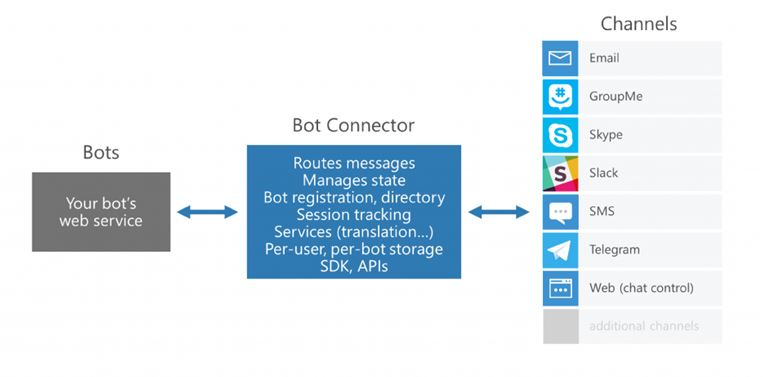 Channels
Email
GroupMe
Skype
Slack
SMS
Telegram
Web (chat control)
additional channels
Bot Connector
Routes messages
Manages state
Bot registration, directory
Session tracking
Services (translation...)
Per-user, per-bot storage
SDK, APIs
Bots
Your bot's
web service